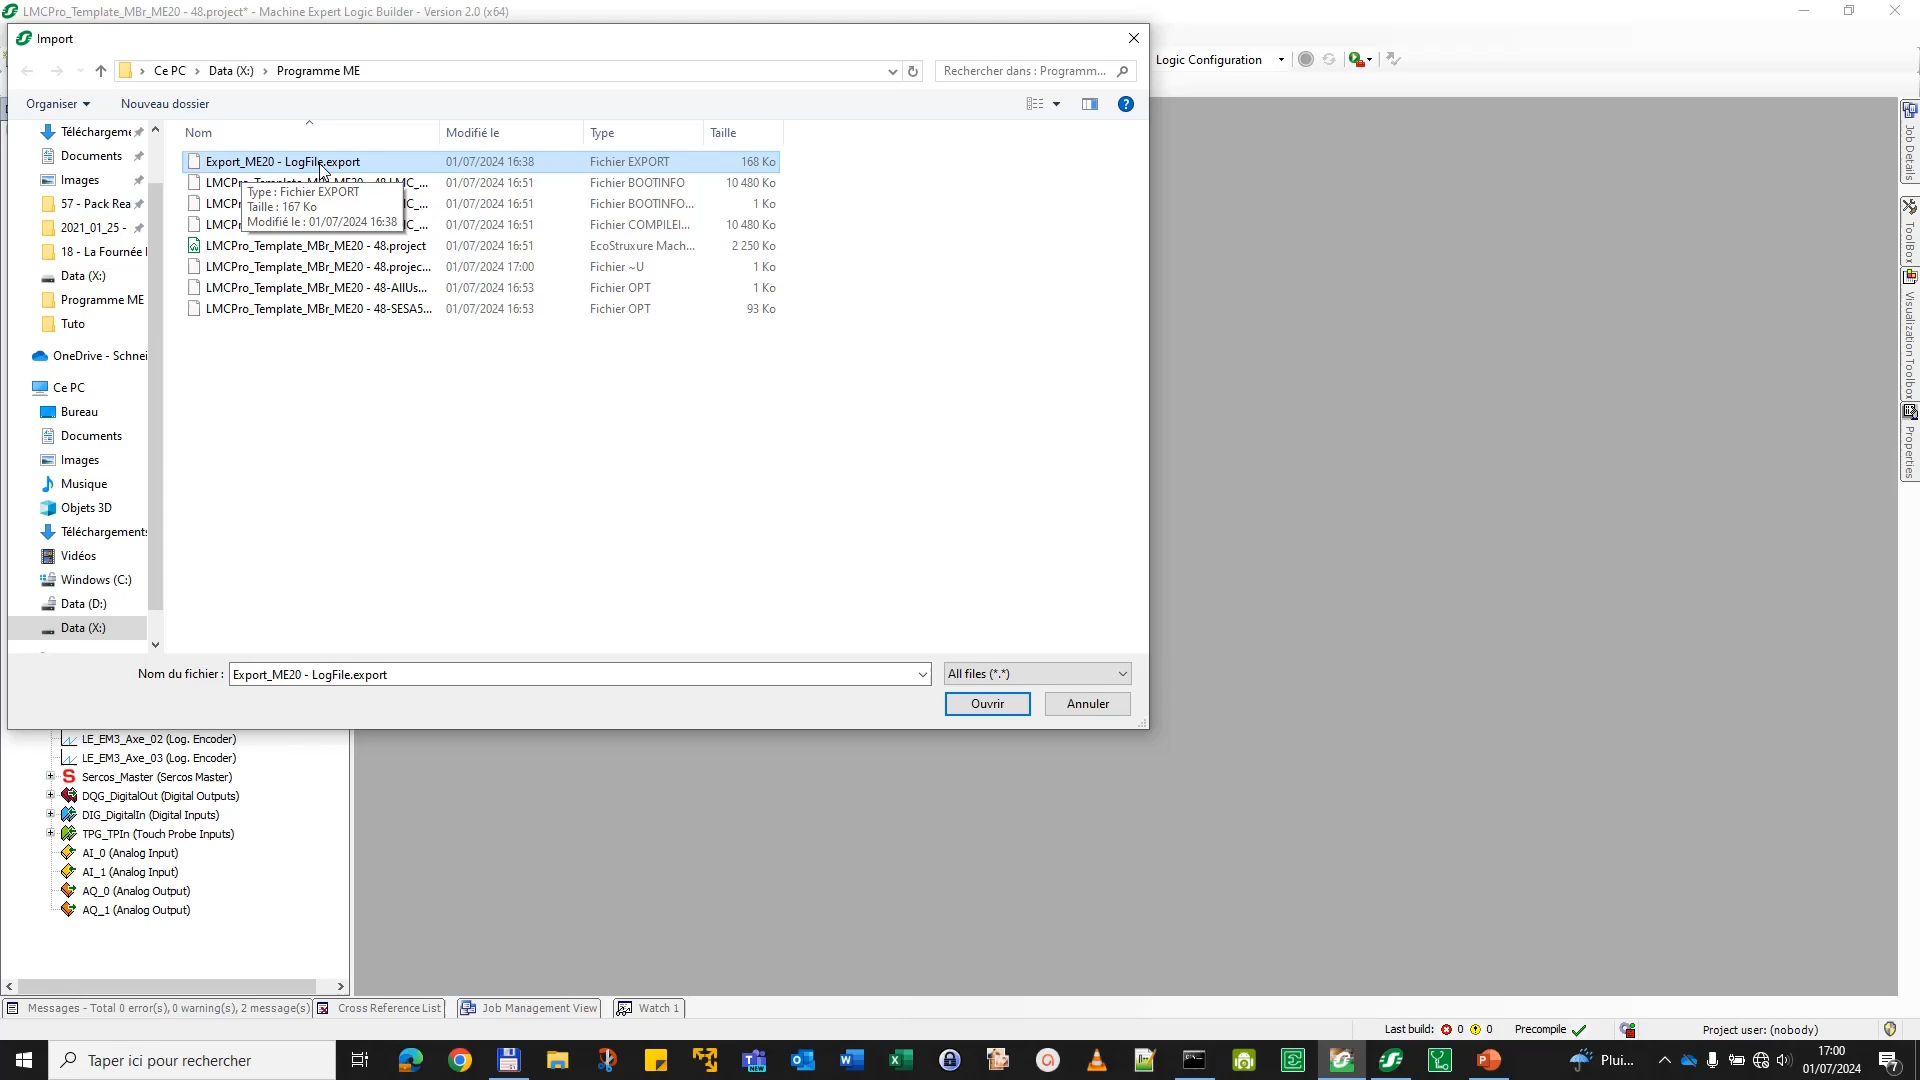 LMCPro_Template_MBr_ME20 - 48.project* - Machine Expert Logic Builder - Version 2.0 (x64)
Import
Logic Configuration
Ce PC > Data (X:) > Programme ME
Rechercher dans : Programm...
Organiser
Nouveau dossier
Nom
Modifié le
Type
Taille
Export_ME20 - LogFile.export 01/07/2024 16:38 Fichier EXPORT 168 Ko
01/07/2024 16:51 Fichier BOOTINFO 10 480 Ko
01/07/2024 16:51 Fichier BOOTINFO... 1 Ko
01/07/2024 16:51 Fichier COMPILEI... 10 480 Ko
LMCPro_Template_MBr_ME20 - 48.project 01/07/2024 16:51 EcoStruxure Mach... 2 250 Ko
LMCPro_Template_MBr_ME20 - 48.projec... 01/07/2024 17:00 Fichier ~U 1 Ko
LMCPro_Template_MBr_ME20 - 48-AllUs... 01/07/2024 16:53 Fichier OPT 1 Ko
LMCPro_Template_MBr_ME20 - 48-SESA5... 01/07/2024 16:53 Fichier OPT 93 Ko
Type : Fichier EXPORT
Taille : 167 Ko
Modifié le : 01/07/2024 16:38
Téléchargeme
Documents
Images
57 - Pack Rea
2021_01_25 -
18 - La Fournée
Data (X:)
Programme ME
Tuto
OneDrive - Schnei
Ce PC
Bureau
Documents
Images
Musique
Objets 3D
Téléchargements
Vidéos
Windows (C:)
Data (D:)
Data (X:)
Nom du fichier :
Export_ME20 - LogFile.export
All files (*.*)
Ouvrir
Annuler
LE_EM3_Axe_02 (Log. Encoder)
LE_EM3_Axe_03 (Log. Encoder)
Sercos_Master (Sercos Master)
DQG_DigitalOut (Digital Outputs)
DIG_DigitalIn (Digital Inputs)
TPG_TPIn (Touch Probe Inputs)
AI_0 (Analog Input)
AI_1 (Analog Input)
AQ_0 (Analog Output)
AQ_1 (Analog Output)
Job Details
ToolBox
Visualization Toolbox
Properties
Messages - Total 0 error(s), 0 warning(s), 2 message(s)
Cross Reference List
Job Management View
Watch 1
Last build: 0 0
Precompile
Project user: (nobody)
Taper ici pour rechercher
NEW
Plui...
17:00
01/07/2024
7